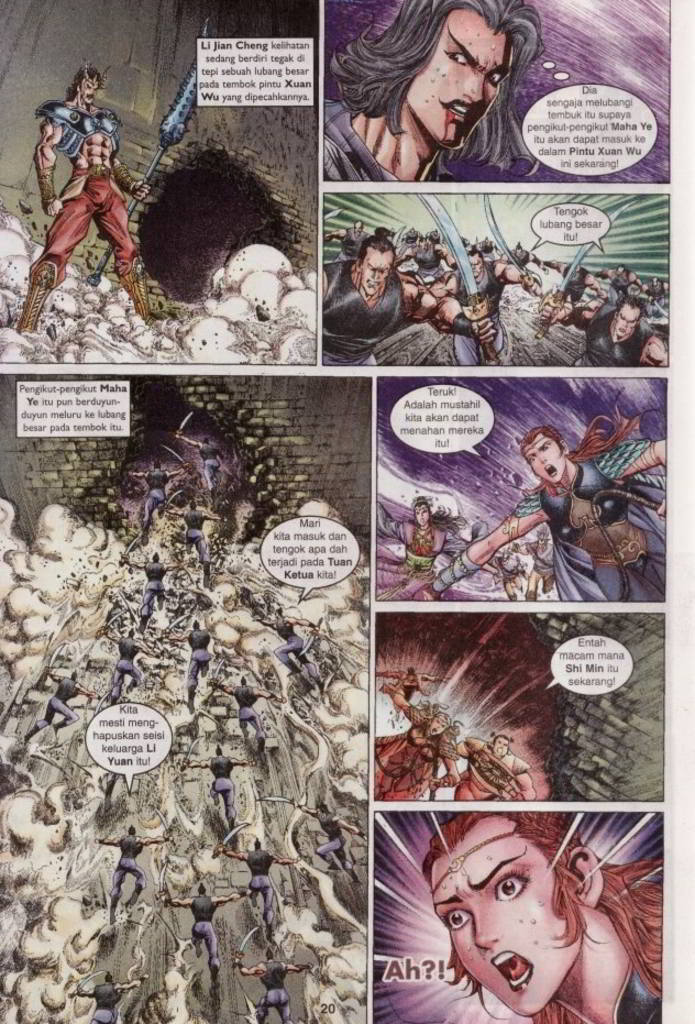 Li Jian Cheng kelihatan
sedang berdiri tegak di
tepi sebuah lubang besar
pada tembok pintu Xuan
Wu yang dipecahkannya.
Dia
sengaja melubangi
tembuk itu supaya
pengikut-pengikut Maha Ye
itu akan dapat masuk ke
dalam Pintu Xuan Wu
ini sekarang!
Tengok
lubang besar
itu!
Pengikut-pengikut Maha
Ye itu pun berduyun-
duyun meluru ke lubang
besar pada tembok itu.
Mari
kita masuk dan
tengok apa dah
terjadi pada Tuan
Ketua kita!
Kita
mesti meng-
hapuskan seisi
keluarga Li
Yuan itu!
Teruk!
Adalah mustahil
kita akan dapat
menahan mereka
itu!
Entah
macam mana
Shi Min itu
sekarang!
Ah?!
20